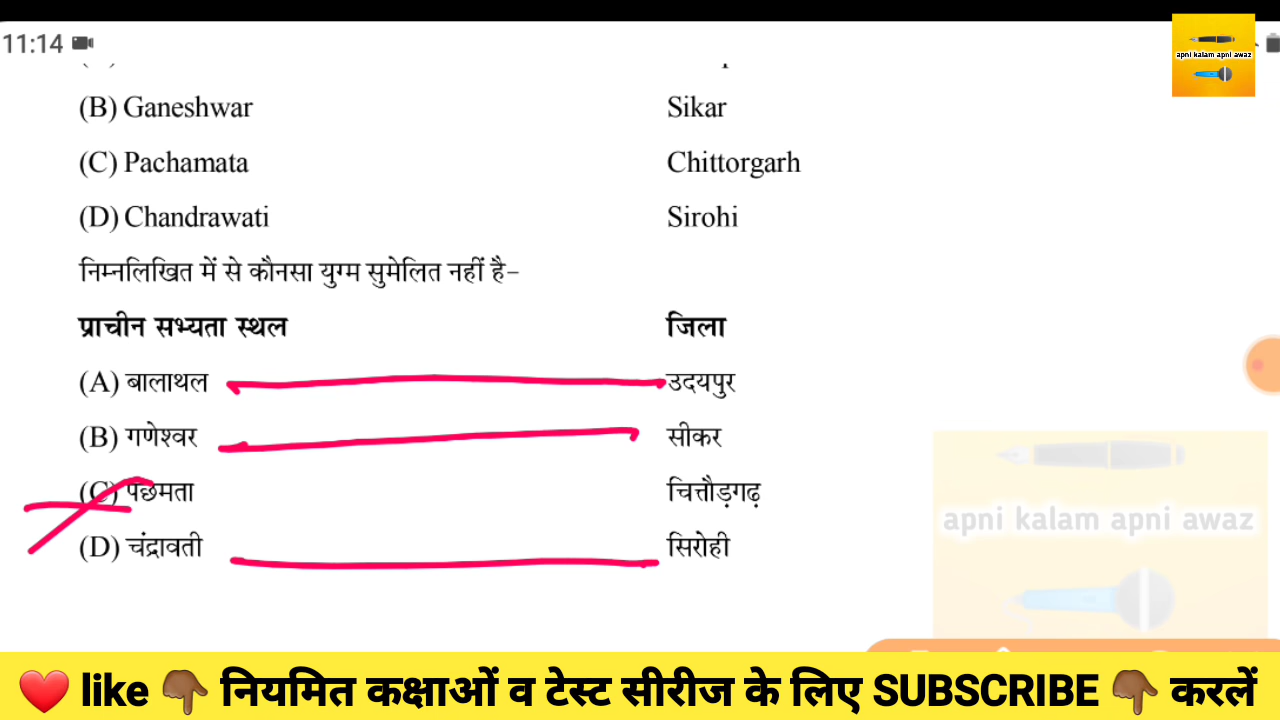 11:14
apni kalam apni awaz
(B) Ganeshwar Sikar
(C) Pachamata Chittorgarh
(D) Chandrawati Sirohi
निम्नलिखित में से कौनसा युग्म सुमेलित नहीं है-
प्राचीन सभ्यता स्थल जिला
(A) बालाथल उदयपुर
(B) गणेश्वर सीकर
(C) पछमता चित्तौड़गढ़
(D) चंद्रावती सिरोही
apni kalam apni awaz
like नियमित कक्षाओं व टेस्ट सीरीज के लिए SUBSCRIBE करलें